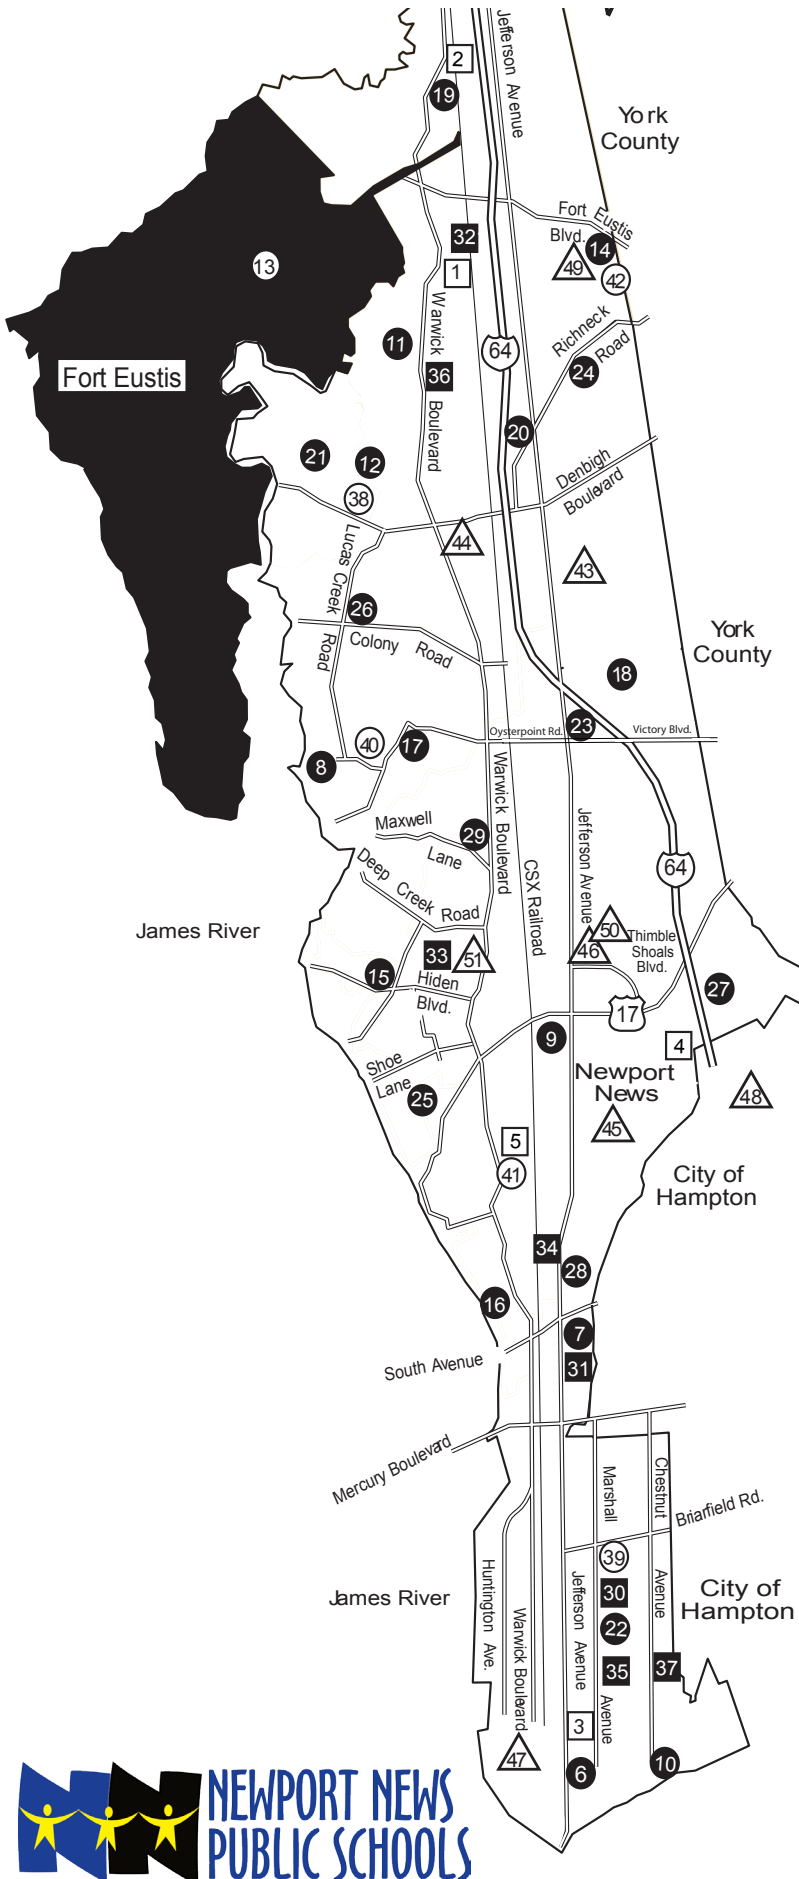 2
Jefferson Avenue
19
York
County
Fort Eustis
Blvd.
14
32
49
13
42
1
Warwick
Boulevard
Richneck
Road
11
64
36
24
Fort Eustis
20
21
12
Denbigh
Boulevard
38
44
43
Lucas Creek
Road
26
Colony Road
York
County
18
23
Oysterpoint Rd.
Victory Blvd.
40
17
8
Warwick Boulevard
Maxwell
Lane
29
Jefferson Avenue
64
Deep Creek Road
CSX Railroad
James River
50
46
Thimble
Shoals
Blvd.
33
51
15
Hiden
Blvd.
27
17
9
4
Shoe
Lane
Newport
News
25
48
45
5
41
City of
Hampton
34
28
16
7
South Avenue
31
Mercury Boulevard
Marshall
Avenue
Chestnut
Avenue
Briarfield Rd.
39
James River
Huntington Ave.
Warwick Boulevard
Jefferson Avenue
30
City of
Hampton
22
35
37
3
47
6
10
NEWPORT NEWS
PUBLIC SCHOOLS